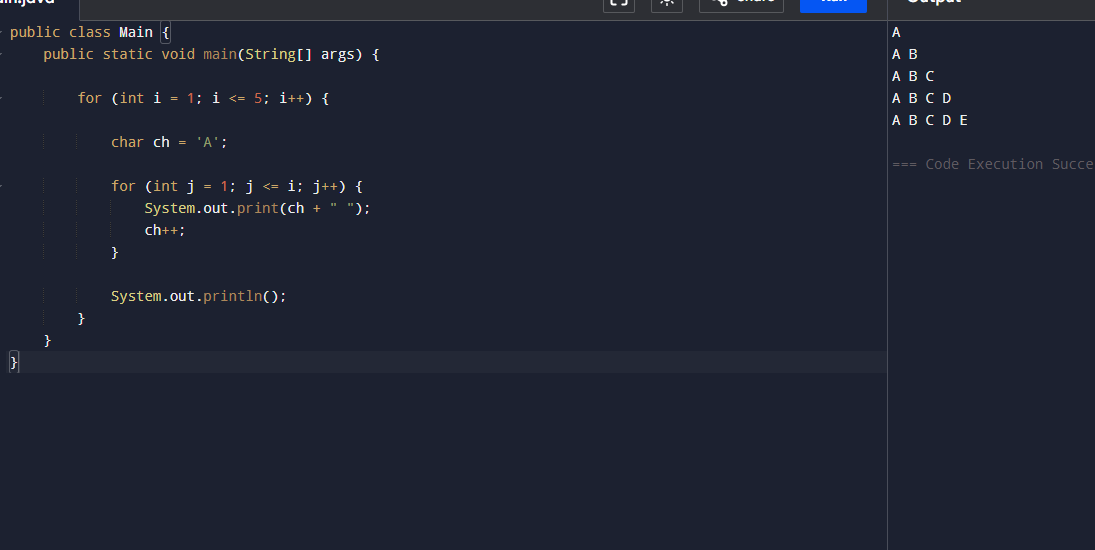 public class Main {
public static void main(String[] args) {
for (int i = 1; i <= 5; i++) {
char ch = 'A';
for (int j = 1; j <= i; j++) {
System.out.print(ch + " ");
ch++;
}
System.out.println();
}
}
}
Output
A
A B
A B C
A B C D
A B C D E
=== Code Execution Succe